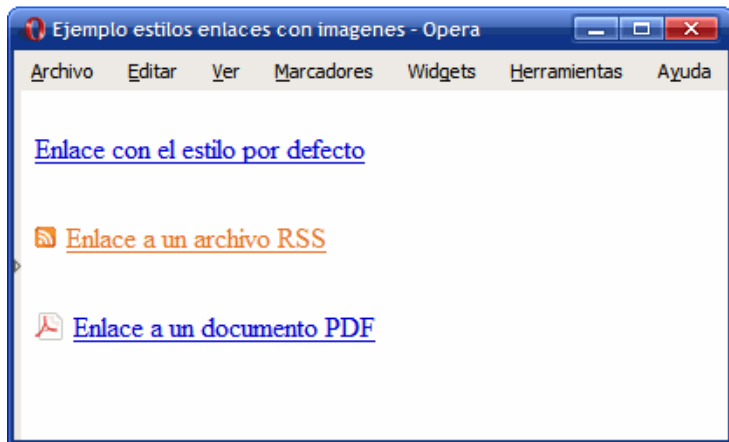 Ejemplo estilos enlaces con imagenes - Opera
Archivo Editar Ver Marcadores Widgets Herramientas Ayuda
Enlace con el estilo por defecto
Enlace a un archivo RSS
Enlace a un documento PDF